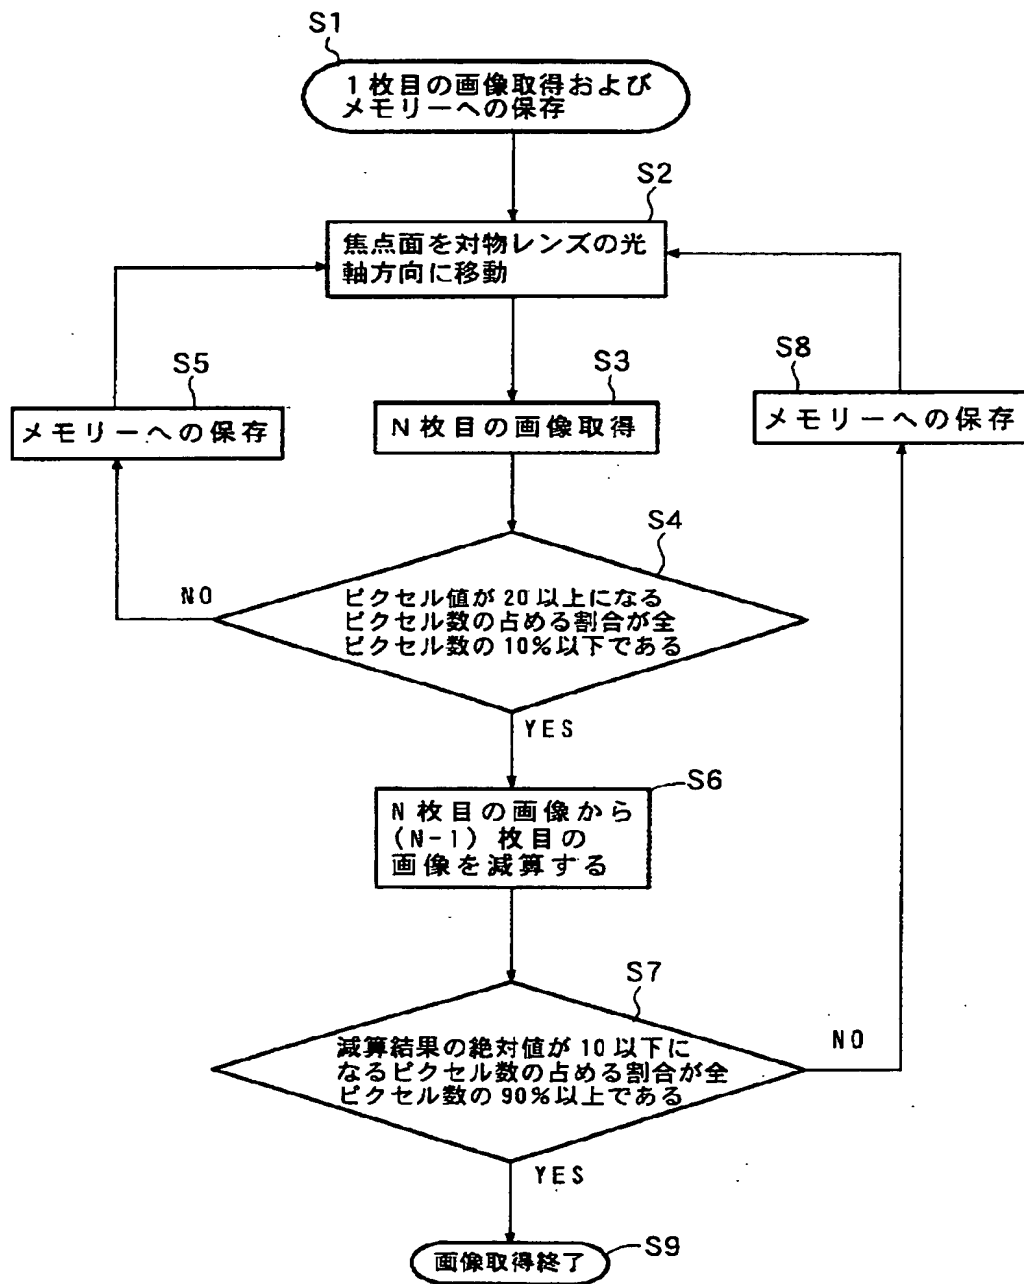 S1
1枚目の画像取得および
メモリーへの保存
S2
焦点面を対物レンズの光
軸方向に移動
S5
メモリーへの保存
S3
N枚目の画像取得
S8
メモリーへの保存
S4
ピクセル値が20以上になる
ピクセル数の占める割合が全
ピクセル数の10%以下である
NO
YES
S6
N枚目の画像から
(N-1)枚目の
画像を減算する
S7
減算結果の絶対値が10以下に
なるピクセル数の占める割合が全
ピクセル数の90%以上である
NO
YES
S9
画像取得終了